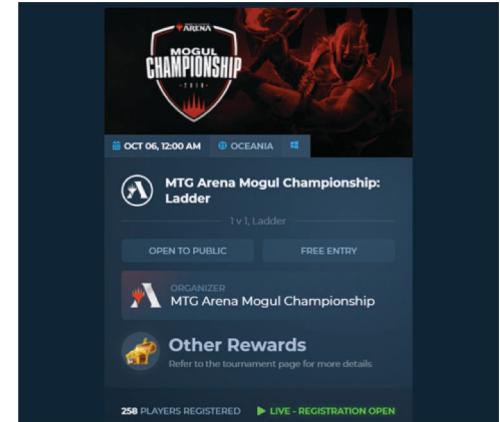 ARENA
MOGUL
CHAMPIONSHIP
OCT 06, 12:00 AM OCEANIA
MTG Arena Mogul Championship:
Ladder
1 v 1, Ladder
OPEN TO PUBLIC FREE ENTRY
ORGANIZER
MTG Arena Mogul Championship
Other Rewards
Refer to the tournament page for more details
258 PLAYERS REGISTERED LIVE - REGISTRATION OPEN